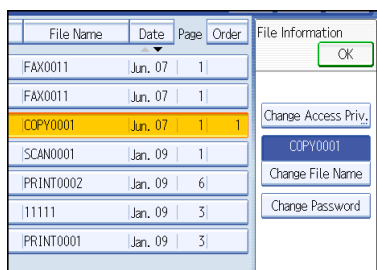 File Name Date Page Order File Information
OK
FAX0011 Jun. 07 1
FAX0011 Jun. 07 1
Change Access Priv.
COPY0001 Jun. 07 1 1
COPY0001
SCAN0001 Jan. 09 1
Change File Name
PRINT0002 Jan. 09 6
Change Password
11111 Jan. 09 3
PRINT0001 Jan. 09 3